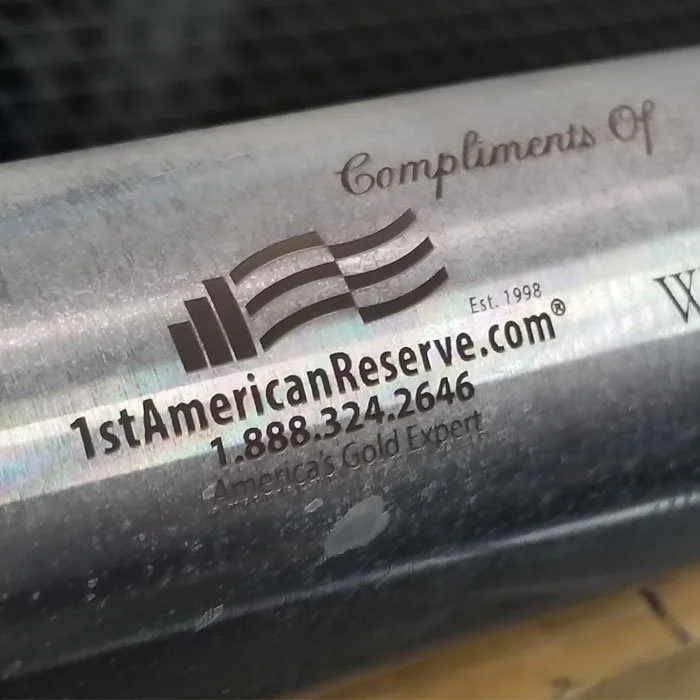 Compliments Of
Est. 1998
1stAmericanReserve.com®
1.888.324.2646
America's Gold Expert
W